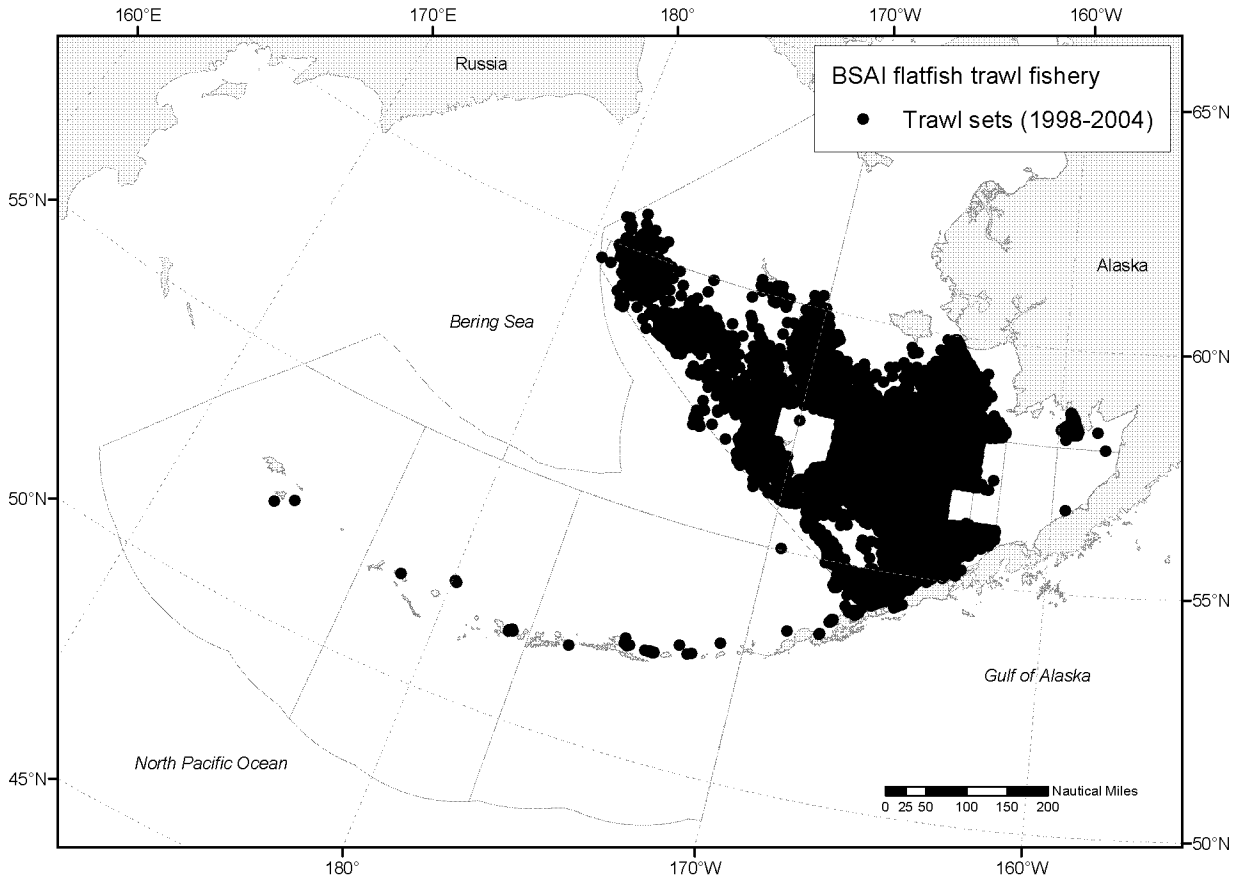 160°E 170°E 180° 170°W 160°W
Russia
BSAI flatfish trawl fishery
Trawl sets (1998-2004)
65°N
55°N
Alaska
Bering Sea
60°N
50°N
55°N
Gulf of Alaska
North Pacific Ocean
45°N
Nautical Miles
0 25 50 100 150 200
50°N
180° 170°W 160°W